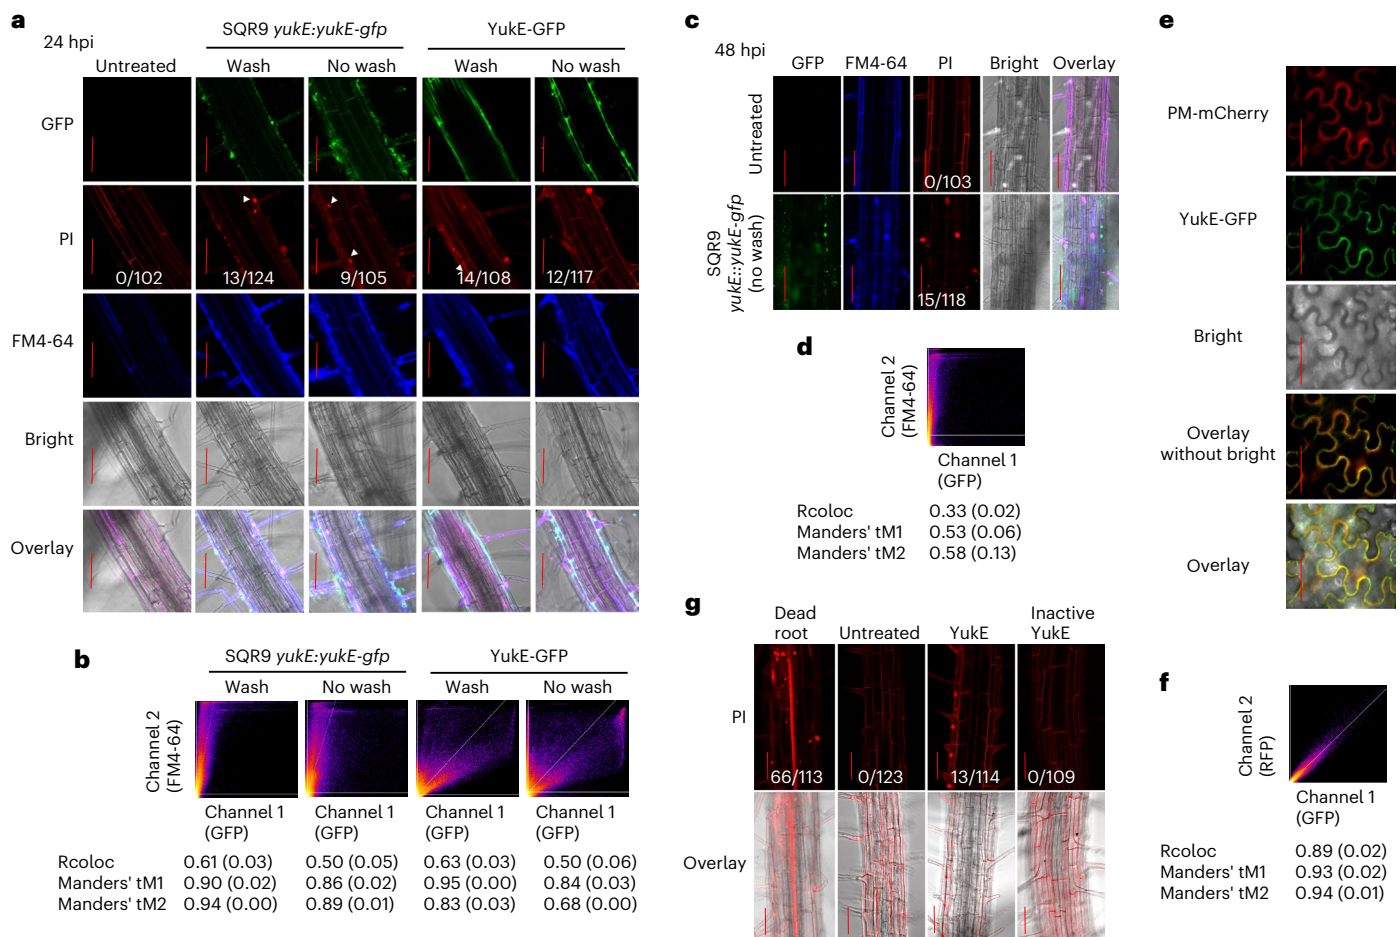 a
24 hpi
SQR9 yukE:yukE-gfp
YukE-GFP
Untreated
Wash
No wash
Wash
No wash
GFP
PI
0/102
13/124
9/105
14/108
12/117
FM4-64
Bright
Overlay
b
SQR9 yukE:yukE-gfp
YukE-GFP
Wash
No wash
Wash
No wash
Channel 2
(FM4-64)
Channel 1
(GFP)
Channel 1
(GFP)
Channel 1
(GFP)
Channel 1
(GFP)
Rcoloc 0.61 (0.03) 0.50 (0.05) 0.63 (0.03) 0.50 (0.06)
Manders' tM1 0.90 (0.02) 0.86 (0.02) 0.95 (0.00) 0.84 (0.03)
Manders' tM2 0.94 (0.00) 0.89 (0.01) 0.83 (0.03) 0.68 (0.00)
c
48 hpi
GFP
FM4-64
PI
Bright
Overlay
Untreated
0/103
SQR9
yukE::yukE-gfp
(no wash)
15/118
d
Channel 2
(FM4-64)
Channel 1
(GFP)
Rcoloc 0.33 (0.02)
Manders' tM1 0.53 (0.06)
Manders' tM2 0.58 (0.13)
e
PM-mCherry
YukE-GFP
Bright
Overlay
without bright
Overlay
f
Channel 2
(RFP)
Channel 1
(GFP)
Rcoloc 0.89 (0.02)
Manders' tM1 0.93 (0.02)
Manders' tM2 0.94 (0.01)
g
Dead
root
Untreated
YukE
Inactive
YukE
PI
66/113
0/123
13/114
0/109
Overlay